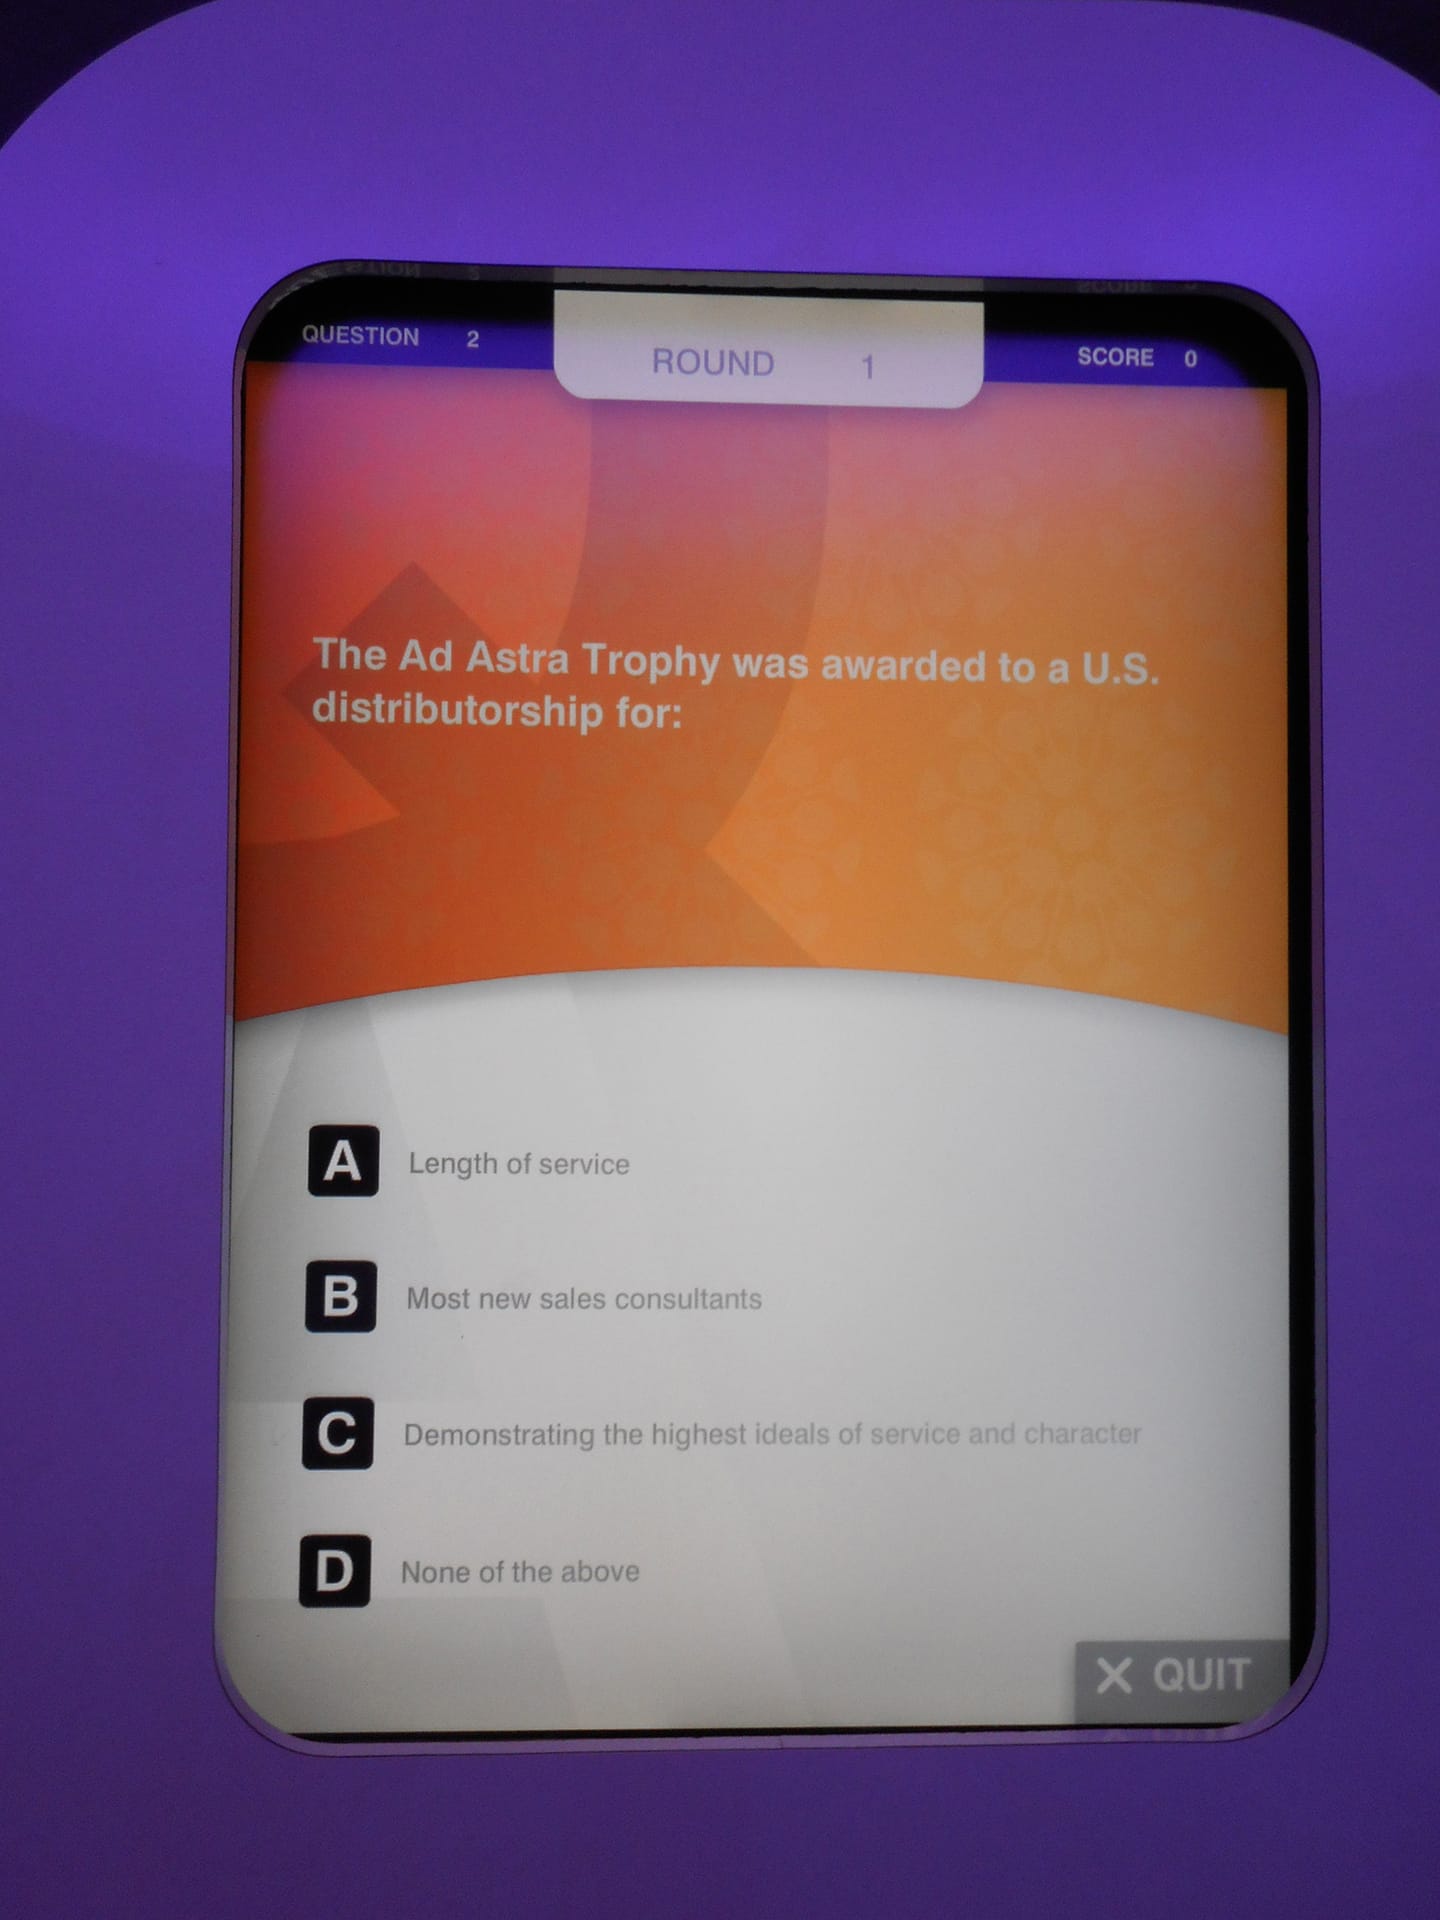 QUESTION 2
ROUND 1
SCORE 0
The Ad Astra Trophy was awarded to a U.S.
distributorship for:
A Length of service
B Most new sales consultants
C Demonstrating the highest ideals of service and character
D None of the above
X QUIT